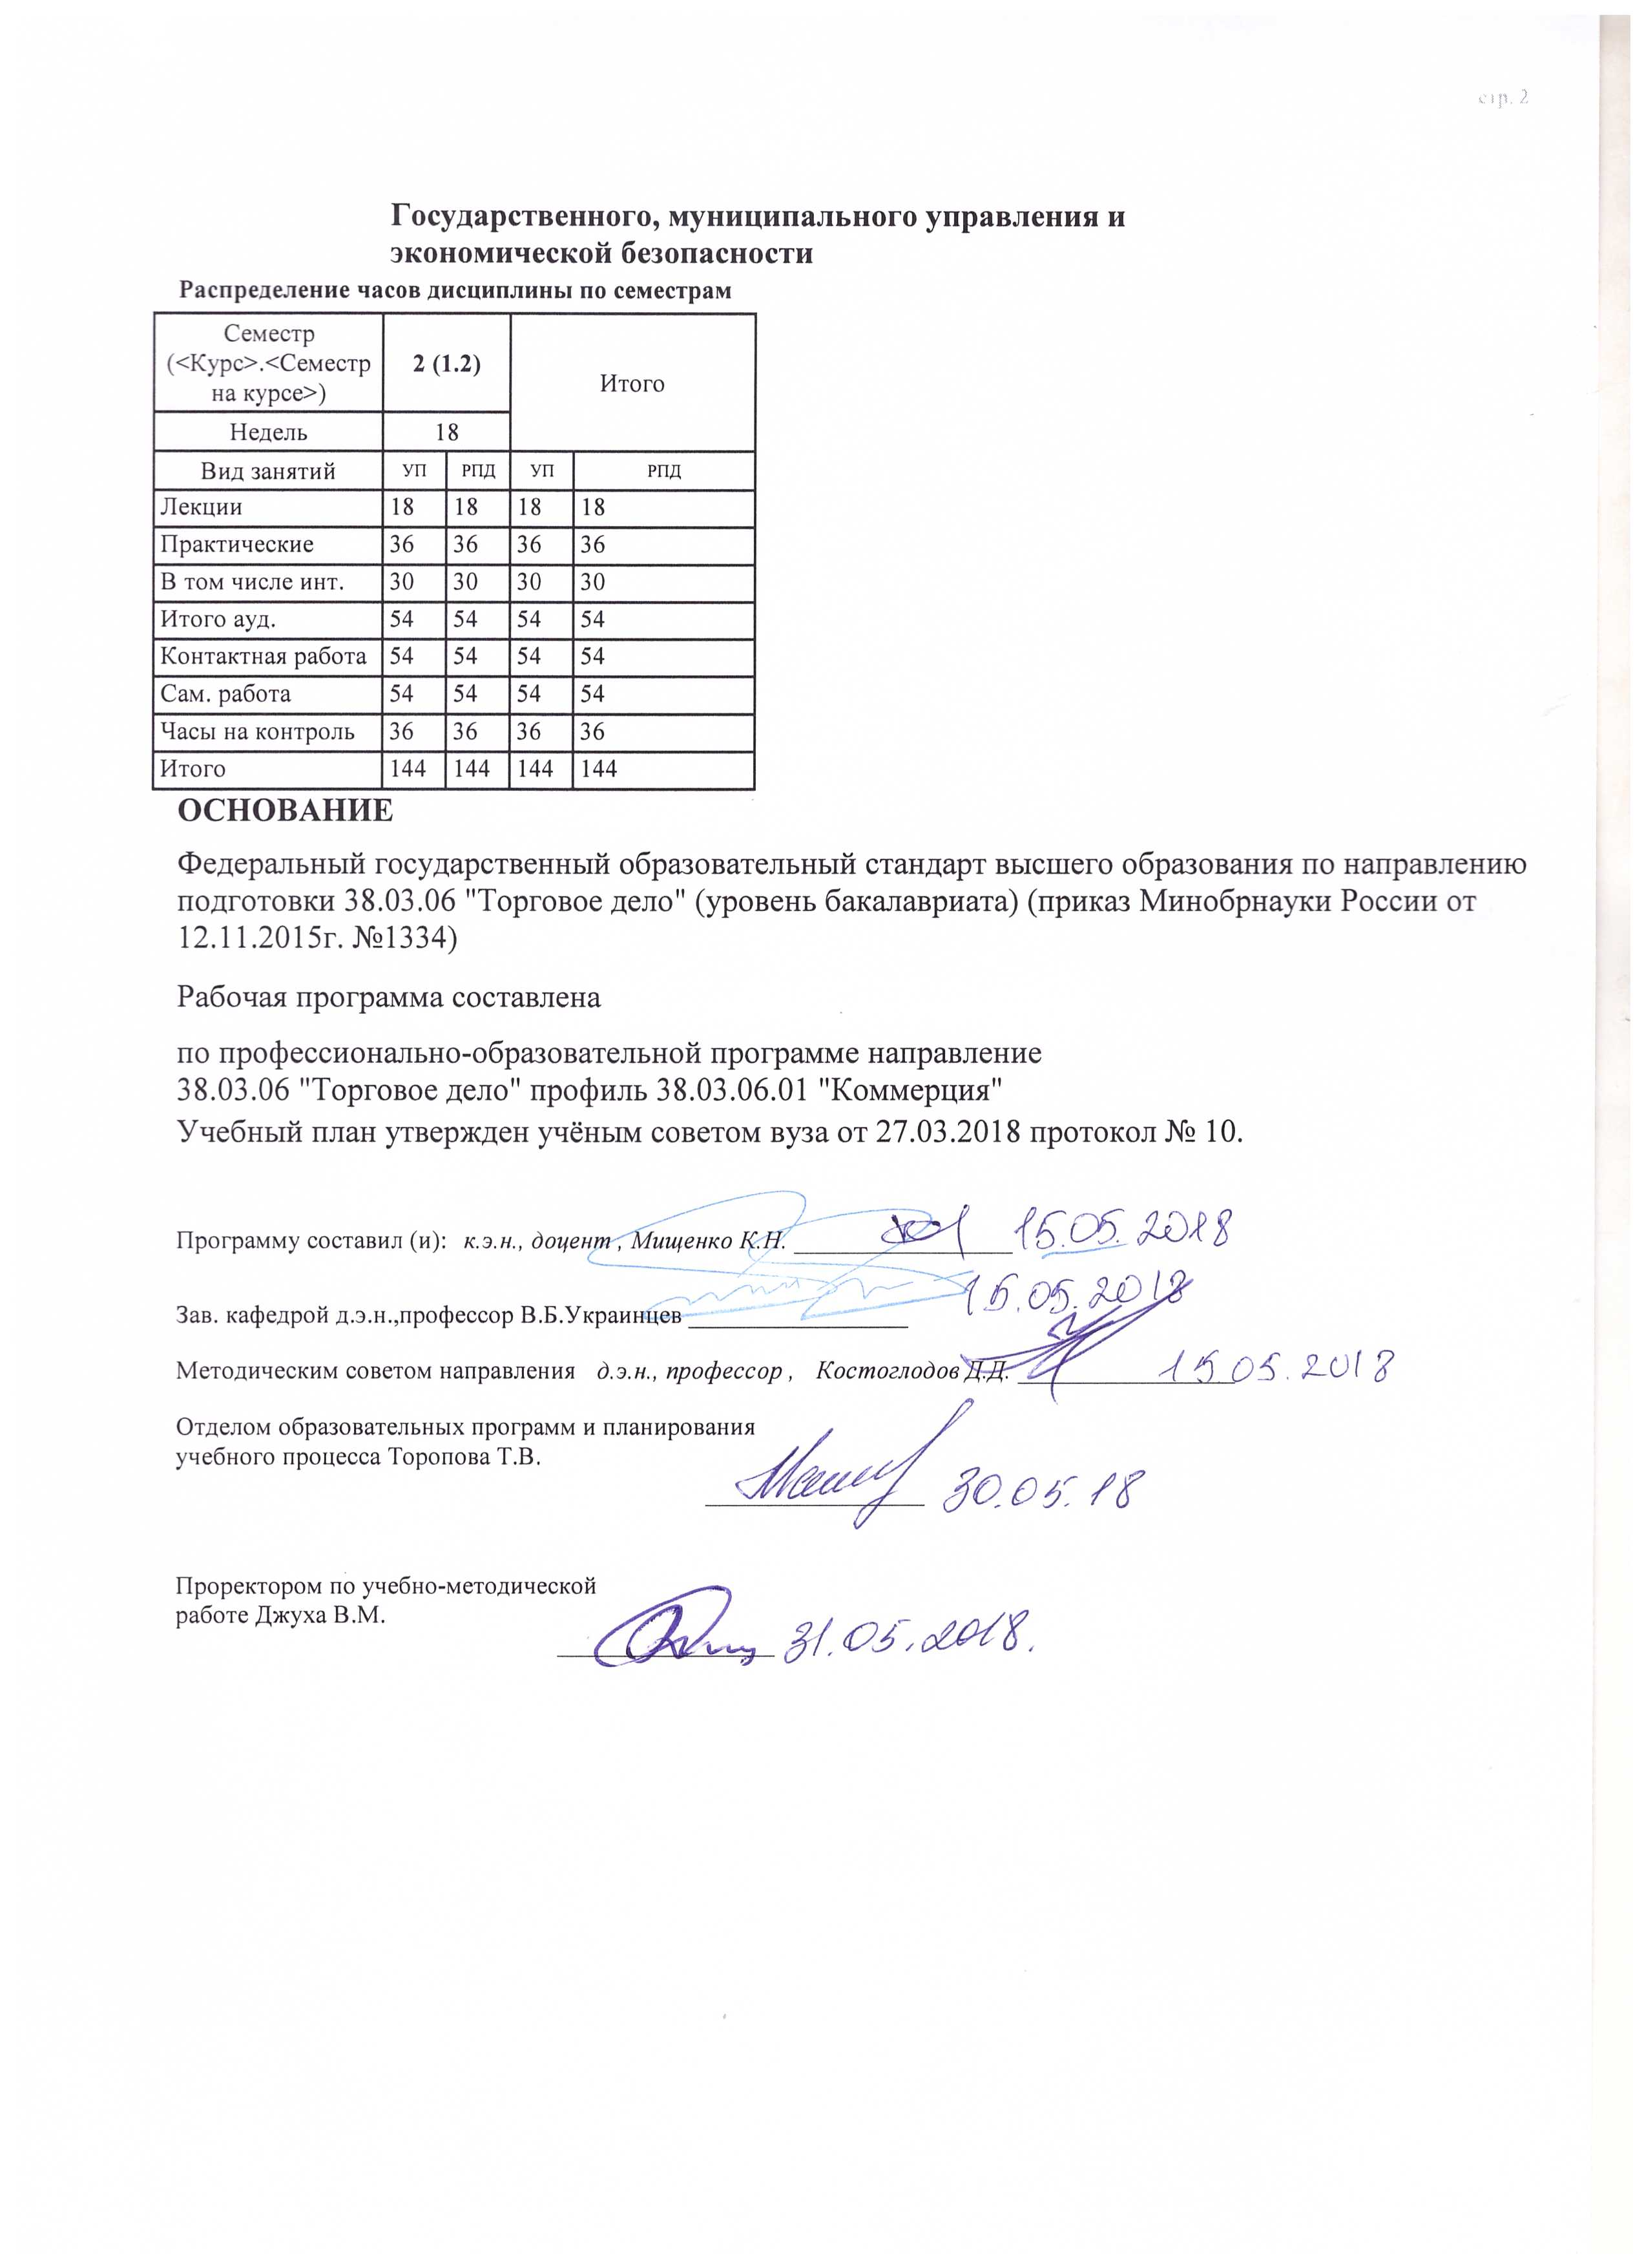 стр. 2
Государственного, муниципального управления и
экономической безопасности
Распределение часов дисциплины по семестрам
Семестр
(<Курс>.<Семестр
на курсе>)
2 (1.2)
Итого
Недель 18
Вид занятий УП РПД УП РПД
Лекции 18 18 18 18
Практические 36 36 36 36
В том числе инт. 30 30 30 30
Итого ауд. 54 54 54 54
Контактная работа 54 54 54 54
Сам. работа 54 54 54 54
Часы на контроль 36 36 36 36
Итого 144 144 144 144
ОСНОВАНИЕ
Федеральный государственный образовательный стандарт высшего образования по направлению
подготовки 38.03.06 "Торговое дело" (уровень бакалавриата) (приказ Минобрнауки России от
12.11.2015г. №1334)
Рабочая программа составлена
по профессионально-образовательной программе направление
38.03.06 "Торговое дело" профиль 38.03.06.01 "Коммерция"
Учебный план утвержден учёным советом вуза от 27.03.2018 протокол № 10.
Программу составил (и): к.э.н., доцент , Мищенко К.Н. 15.05. 2018
15.05.2018
Зав. кафедрой д.э.н.,профессор В.Б.Украинцев
Методическим советом направления д.э.н., профессор , Костоглодов Д.Д. 15.05.2018
Отделом образовательных программ и планирования
учебного процесса Торопова Т.В.
30.05.18
Проректором по учебно-методической
работе Джуха В.М.
31.05.2018.